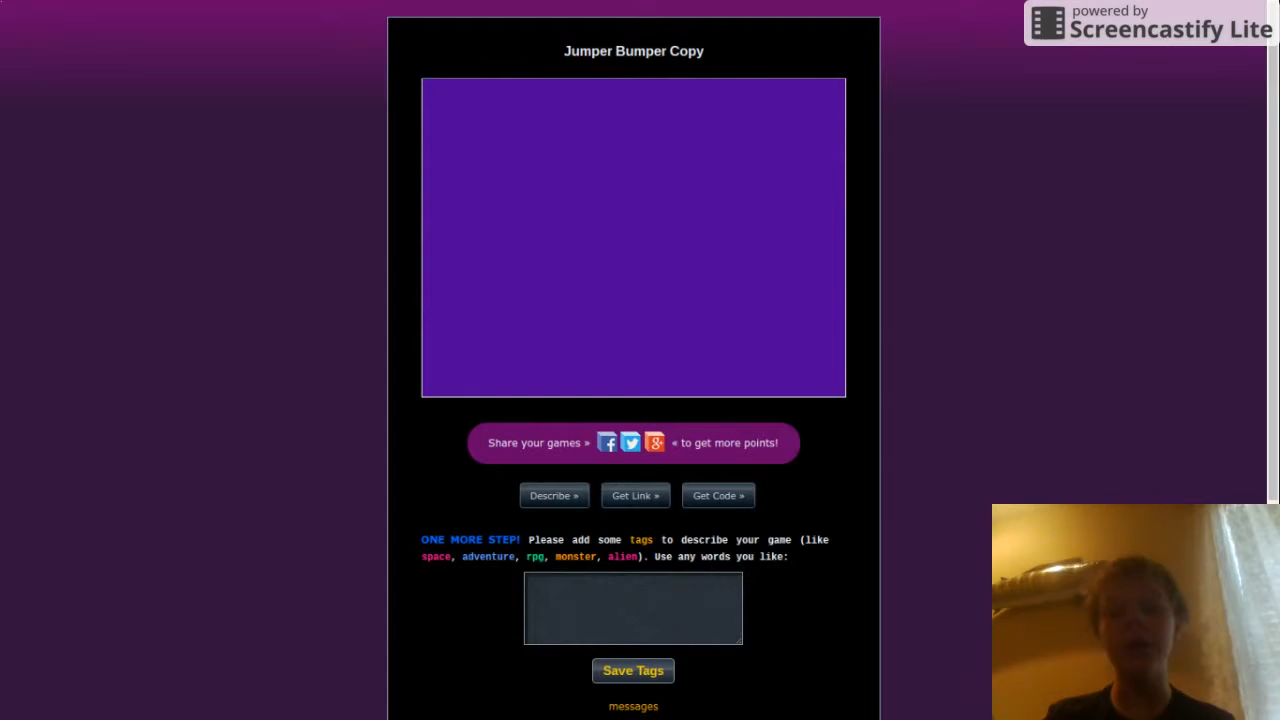 powered by
Screencastify Lite
Jumper Bumper Copy
Share your games » « to get more points!
Describe » Get Link » Get Code »
ONE MORE STEP! Please add some tags to describe your game (like
space, adventure, rpg, monster, alien). Use any words you like:
Save Tags
messages